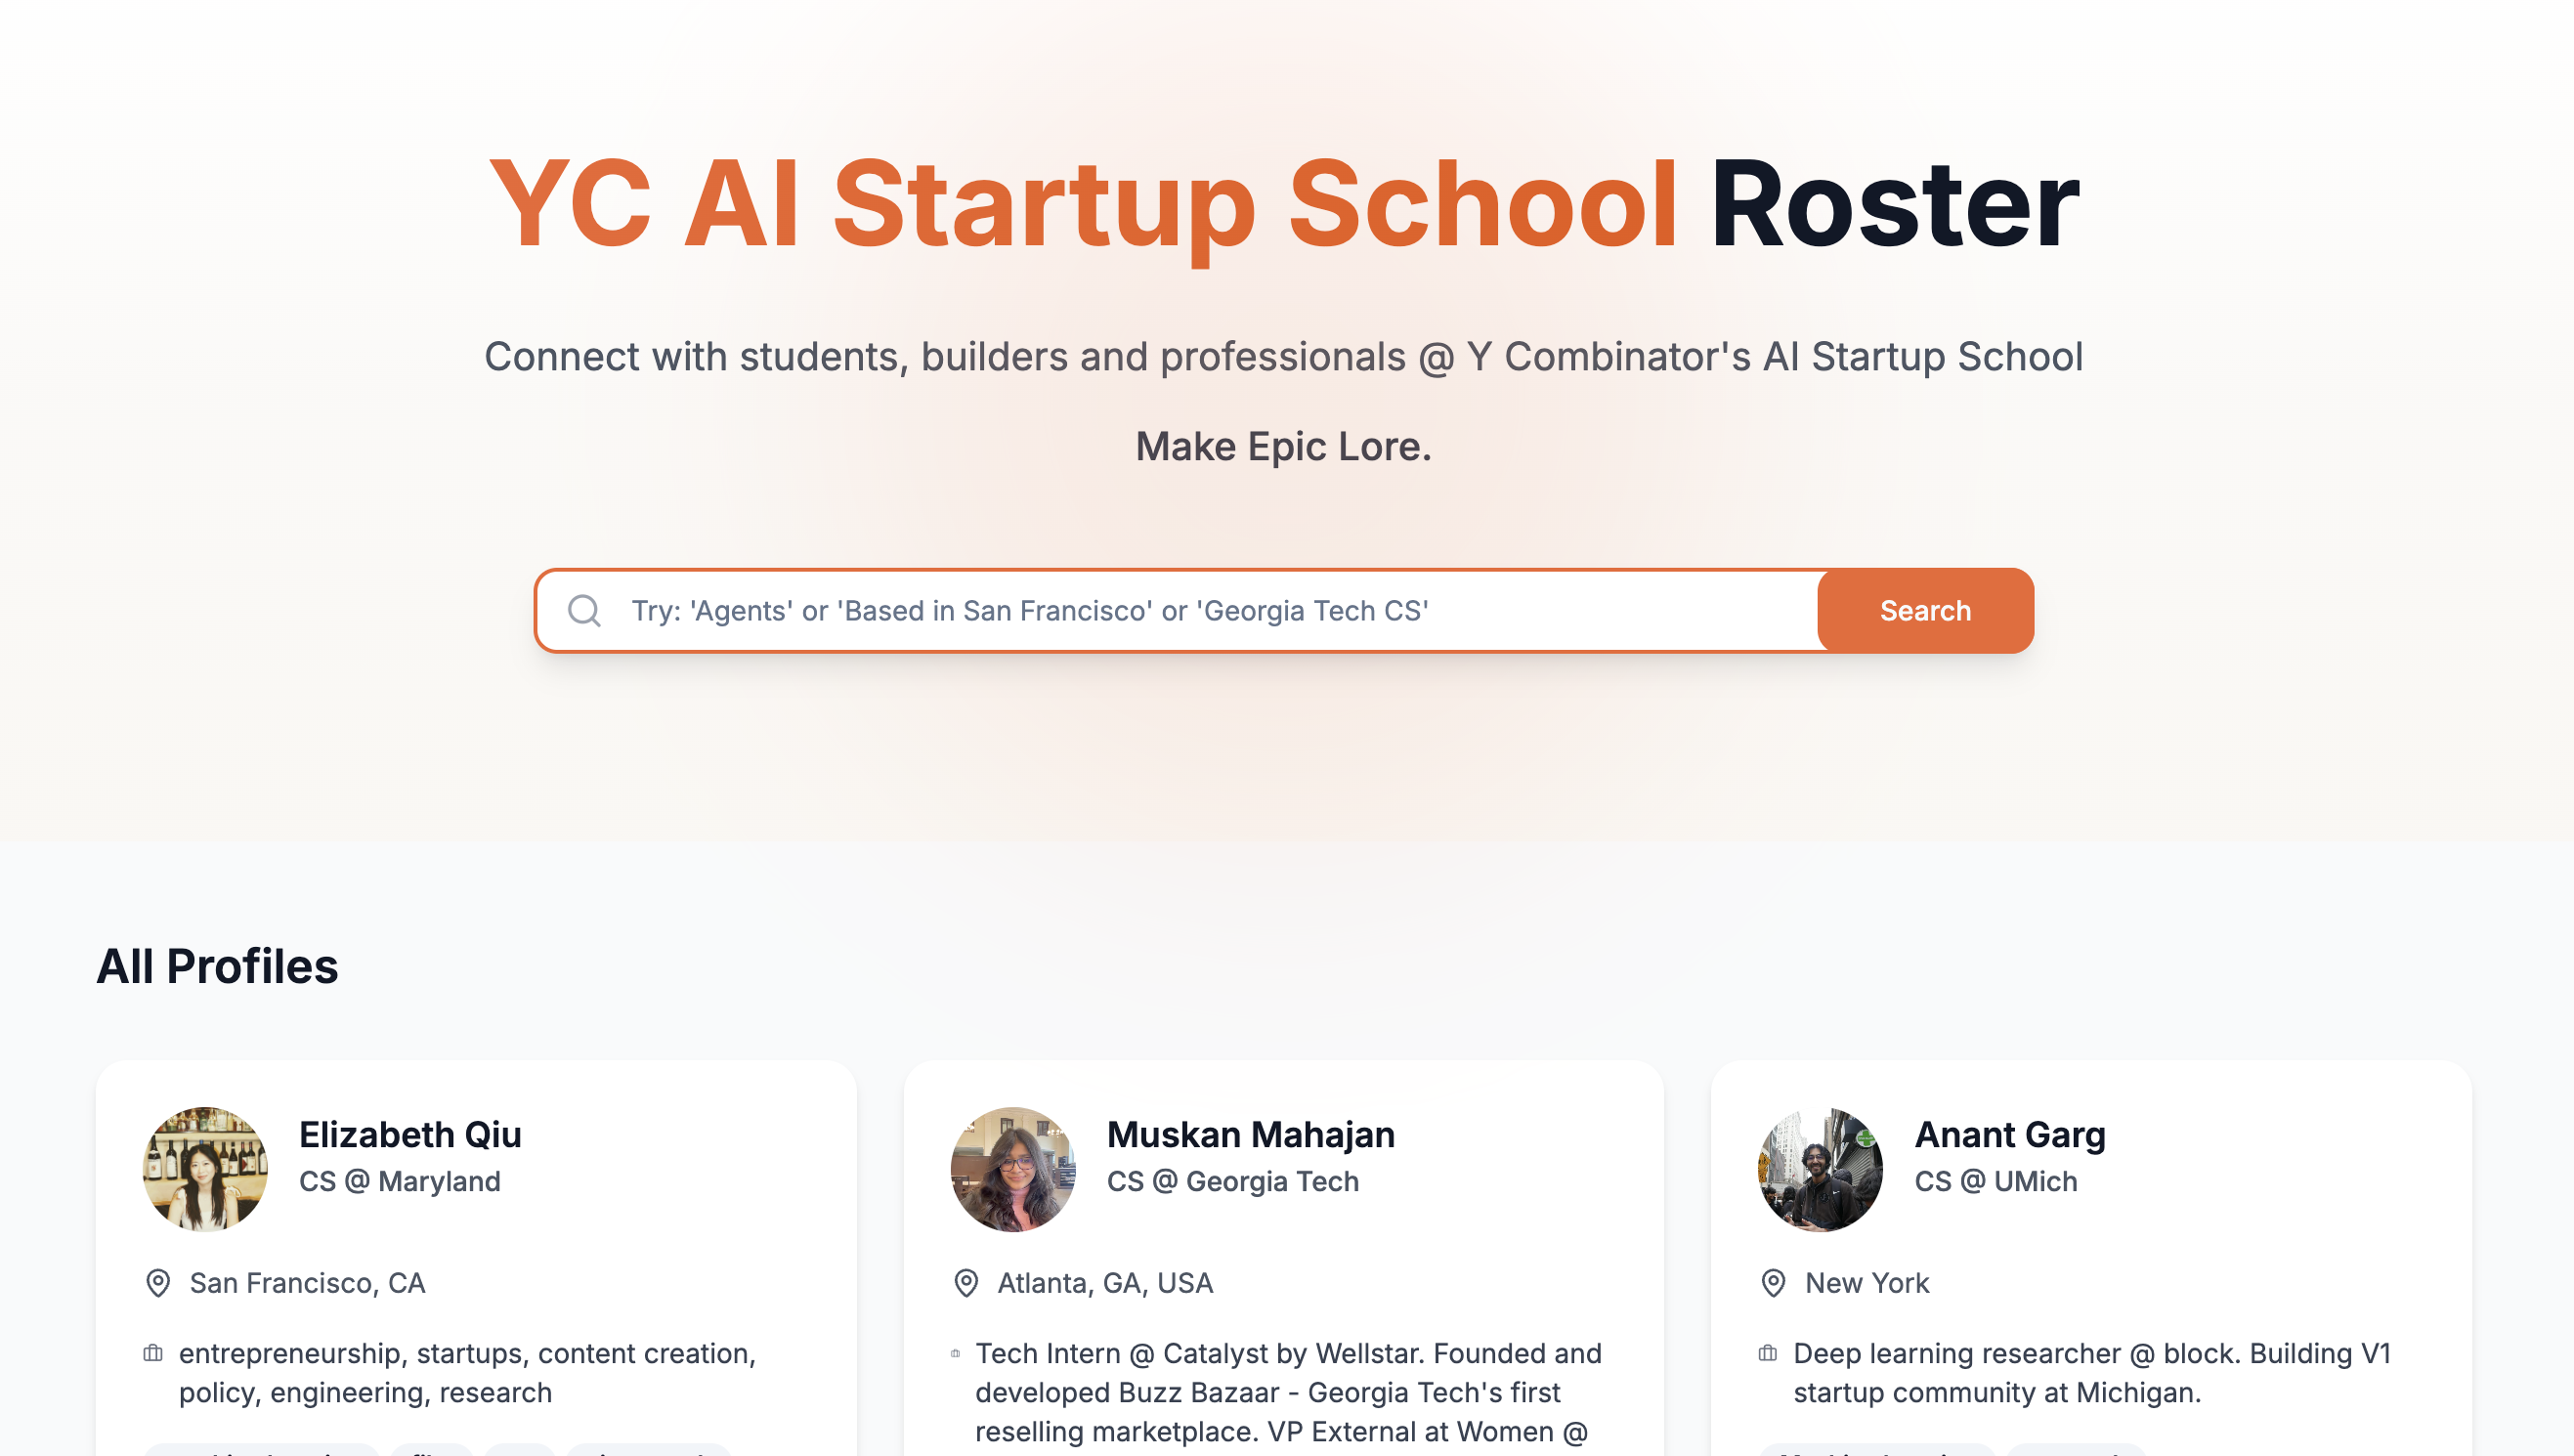 YC AI Startup School Roster
Connect with students, builders and professionals @ Y Combinator's AI Startup School
Make Epic Lore.
Try: 'Agents' or 'Based in San Francisco' or 'Georgia Tech CS'
Search
All Profiles
Elizabeth Qiu
CS @ Maryland
San Francisco, CA
entrepreneurship, startups, content creation,
policy, engineering, research
Muskan Mahajan
CS @ Georgia Tech
Atlanta, GA, USA
Tech Intern @ Catalyst by Wellstar. Founded and
developed Buzz Bazaar - Georgia Tech's first
reselling marketplace. VP External at Women @
Anant Garg
CS @ UMich
New York
Deep learning researcher @ block. Building V1
startup community at Michigan.